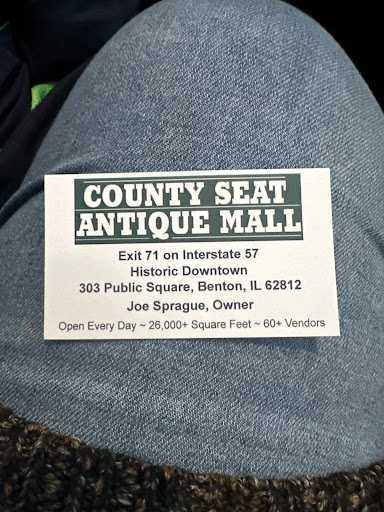 COUNTY SEAT
ANTIQUE MALL
Exit 71 on Interstate 57
Historic Downtown
303 Public Square, Benton, IL 62812
Joe Sprague, Owner
Open Every Day ~ 26,000+ Square Feet ~ 60+ Vendors